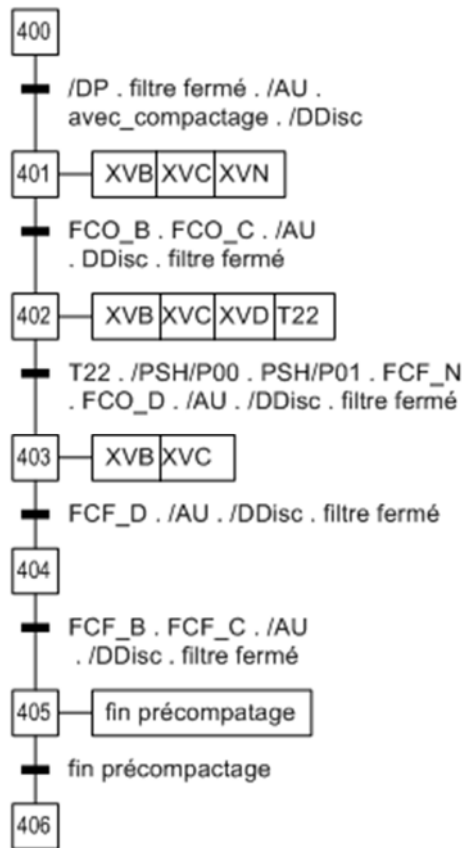 400
/DP . filtre fermé . /AU .
avec_compactage . /DDisc
401 XVB XVC XVN
FCO_B . FCO_C . /AU
. DDisc . filtre fermé
402 XVB XVC XVD T22
T22 . /PSH/P00 . PSH/P01 . FCF_N
. FCO_D . /AU . /DDisc . filtre fermé
403 XVB XVC
FCF_D . /AU . /DDisc . filtre fermé
404
FCF_B . FCF_C . /AU
. /DDisc . filtre fermé
405 fin précompatage
fin précompactage
406